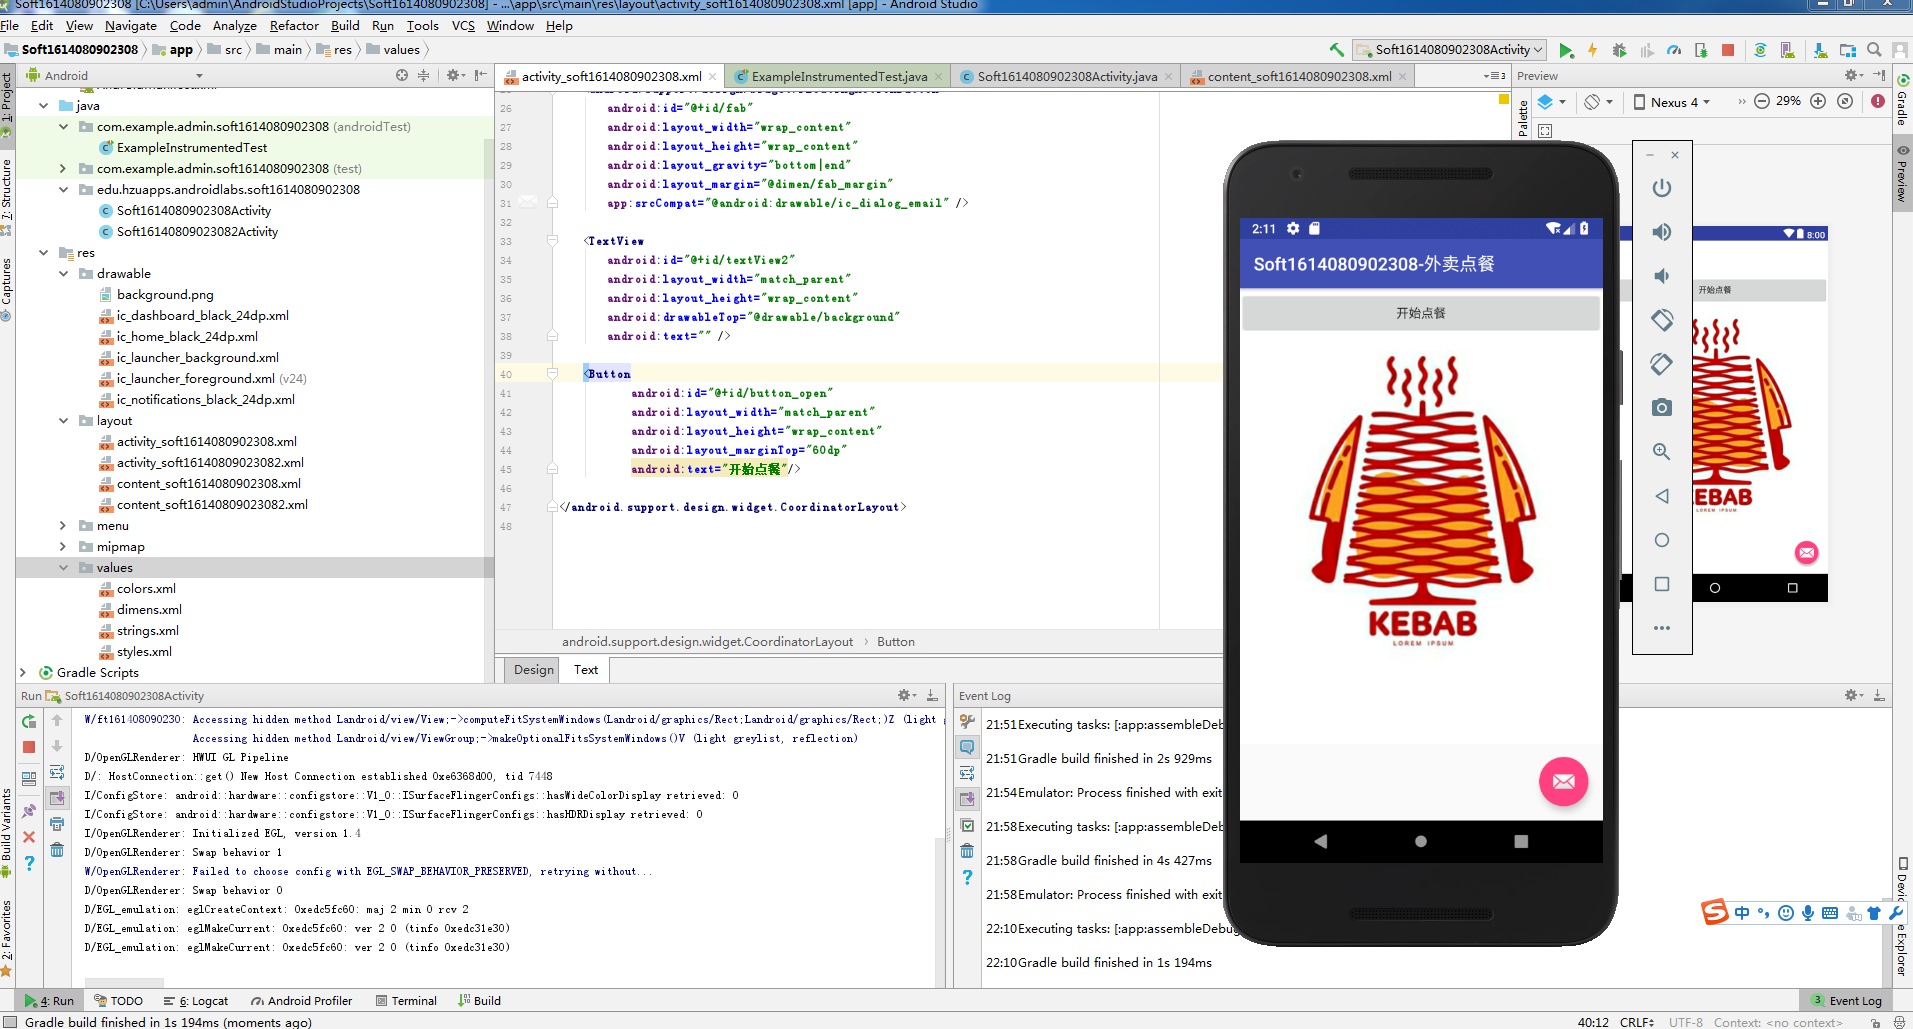 Soft1614080902308 [C:\Users\admin\AndroidStudioProjects\Soft1614080902308] - ...\app\src\main\res\layout\activity_soft1614080902308.xml [app] - Android Studio
File Edit View Navigate Code Analyze Refactor Build Run Tools VCS Window Help
Soft1614080902308 app src main res values
Soft1614080902308Activity
Android
activity_soft1614080902308.xml
ExampleInstrumentedTest.java
Soft1614080902308Activity.java
content_soft1614080902308.xml
Preview
1: Project
7: Structure
Captures
Build Variants
2: Favorites
java
com.example.admin.soft1614080902308 (androidTest)
ExampleInstrumentedTest
com.example.admin.soft1614080902308 (test)
edu.hzuapps.androidlabs.soft1614080902308
Soft1614080902308Activity
Soft16140809023082Activity
res
drawable
background.png
ic_dashboard_black_24dp.xml
ic_home_black_24dp.xml
ic_launcher_background.xml
ic_launcher_foreground.xml (v24)
ic_notifications_black_24dp.xml
layout
activity_soft1614080902308.xml
activity_soft16140809023082.xml
content_soft1614080902308.xml
content_soft16140809023082.xml
menu
mipmap
values
colors.xml
dimens.xml
strings.xml
styles.xml
Gradle Scripts
26 android:id="@+id/fab"
27 android:layout_width="wrap_content"
28 android:layout_height="wrap_content"
29 android:layout_gravity="bottom|end"
30 android:layout_margin="@dimen/fab_margin"
31 app:srcCompat="@android:drawable/ic_dialog_email" />
32
33 <TextView
34 android:id="@+id/textView2"
35 android:layout_width="match_parent"
36 android:layout_height="wrap_content"
37 android:drawableTop="@drawable/background"
38 android:text="" />
39
40 <Button
41 android:id="@+id/button_open"
42 android:layout_width="match_parent"
43 android:layout_height="wrap_content"
44 android:layout_marginTop="60dp"
45 android:text="开始点餐"/>
46
47 </android.support.design.widget.CoordinatorLayout>
48
android.support.design.widget.CoordinatorLayout › Button
Design Text
Palette
Nexus 4
29%
Gradle
Preview
8:00
开始点餐
KEBAB
2:11
Soft1614080902308-外卖点餐
开始点餐
KEBAB
LOREM IPSUM
Run Soft1614080902308Activity
W/ft161408090230: Accessing hidden method Landroid/view/View;->computeFitSystemWindows(Landroid/graphics/Rect;Landroid/graphics/Rect;)Z (light
Accessing hidden method Landroid/view/ViewGroup;->makeOptionalFitsSystemWindows()V (light greylist, reflection)
D/OpenGLRenderer: HWUI GL Pipeline
D/: HostConnection::get() New Host Connection established 0xe6368d00, tid 7448
I/ConfigStore: android::hardware::configstore::V1_0::ISurfaceFlingerConfigs::hasWideColorDisplay retrieved: 0
I/ConfigStore: android::hardware::configstore::V1_0::ISurfaceFlingerConfigs::hasHDRDisplay retrieved: 0
I/OpenGLRenderer: Initialized EGL, version 1.4
D/OpenGLRenderer: Swap behavior 1
W/OpenGLRenderer: Failed to choose config with EGL_SWAP_BEHAVIOR_PRESERVED, retrying without...
D/OpenGLRenderer: Swap behavior 0
D/EGL_emulation: eglCreateContext: 0xedc5fc60: maj 2 min 0 rcv 2
D/EGL_emulation: eglMakeCurrent: 0xedc5fc60: ver 2 0 (tinfo 0xedc31e30)
D/EGL_emulation: eglMakeCurrent: 0xedc5fc60: ver 2 0 (tinfo 0xedc31e30)
Event Log
21:51 Executing tasks: [:app:assembleDeb
21:51 Gradle build finished in 2s 929ms
21:54 Emulator: Process finished with exit
21:58 Executing tasks: [:app:assembleDeb
21:58 Gradle build finished in 4s 427ms
21:58 Emulator: Process finished with exit
22:10 Executing tasks: [:app:assembleDebug
22:10 Gradle build finished in 1s 194ms
中
Explorer
4: Run TODO 6: Logcat Android Profiler Terminal Build
3 Event Log
Gradle build finished in 1s 194ms (moments ago)
40:12 CRLF UTF-8 Context: <no context>